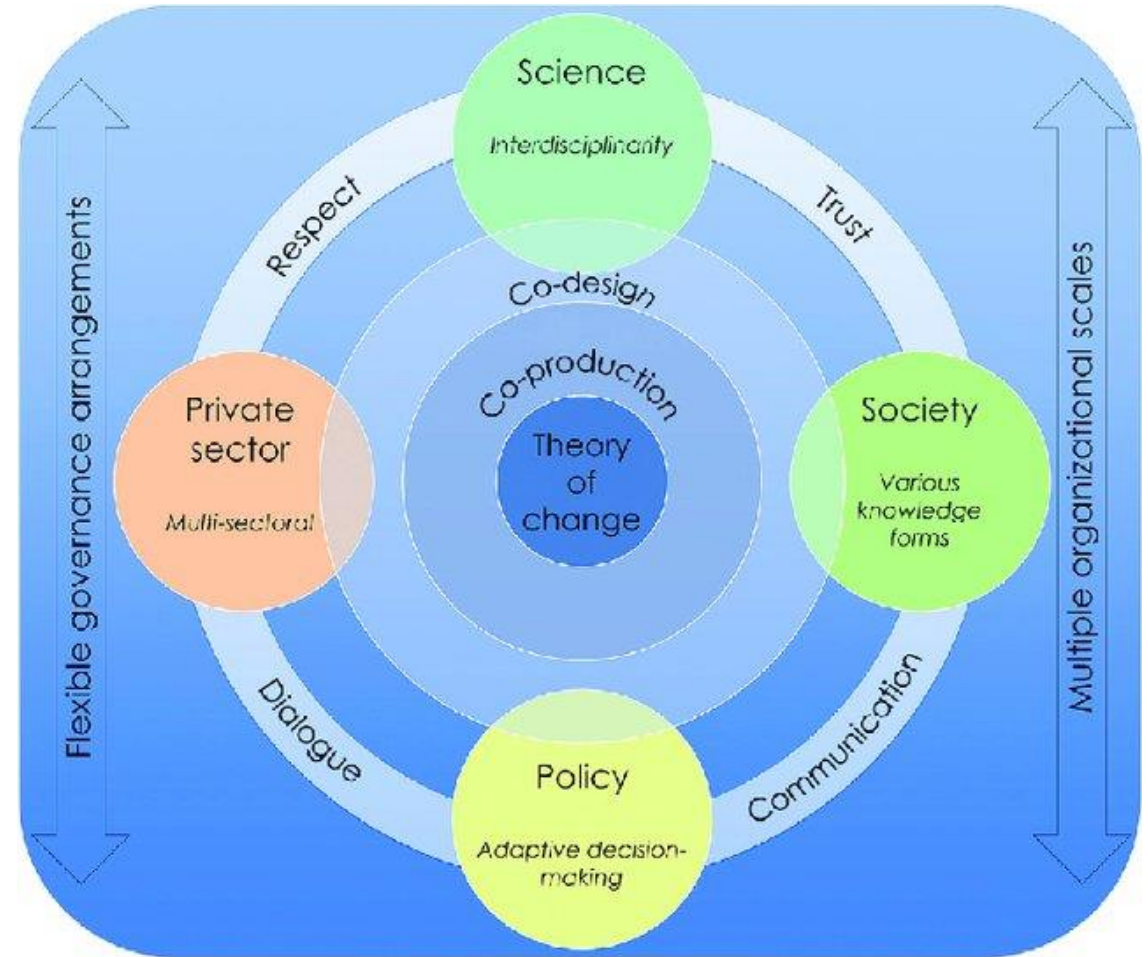 Science
Interdisciplinarity
Respect
Trust
Flexible governance arrangements
Multiple organizational scales
Co-design
Co-production
Theory
of
change
Private
sector
Multi-sectoral
Society
Various
knowledge
forms
Dialogue
Communication
Policy
Adaptive decision-
making